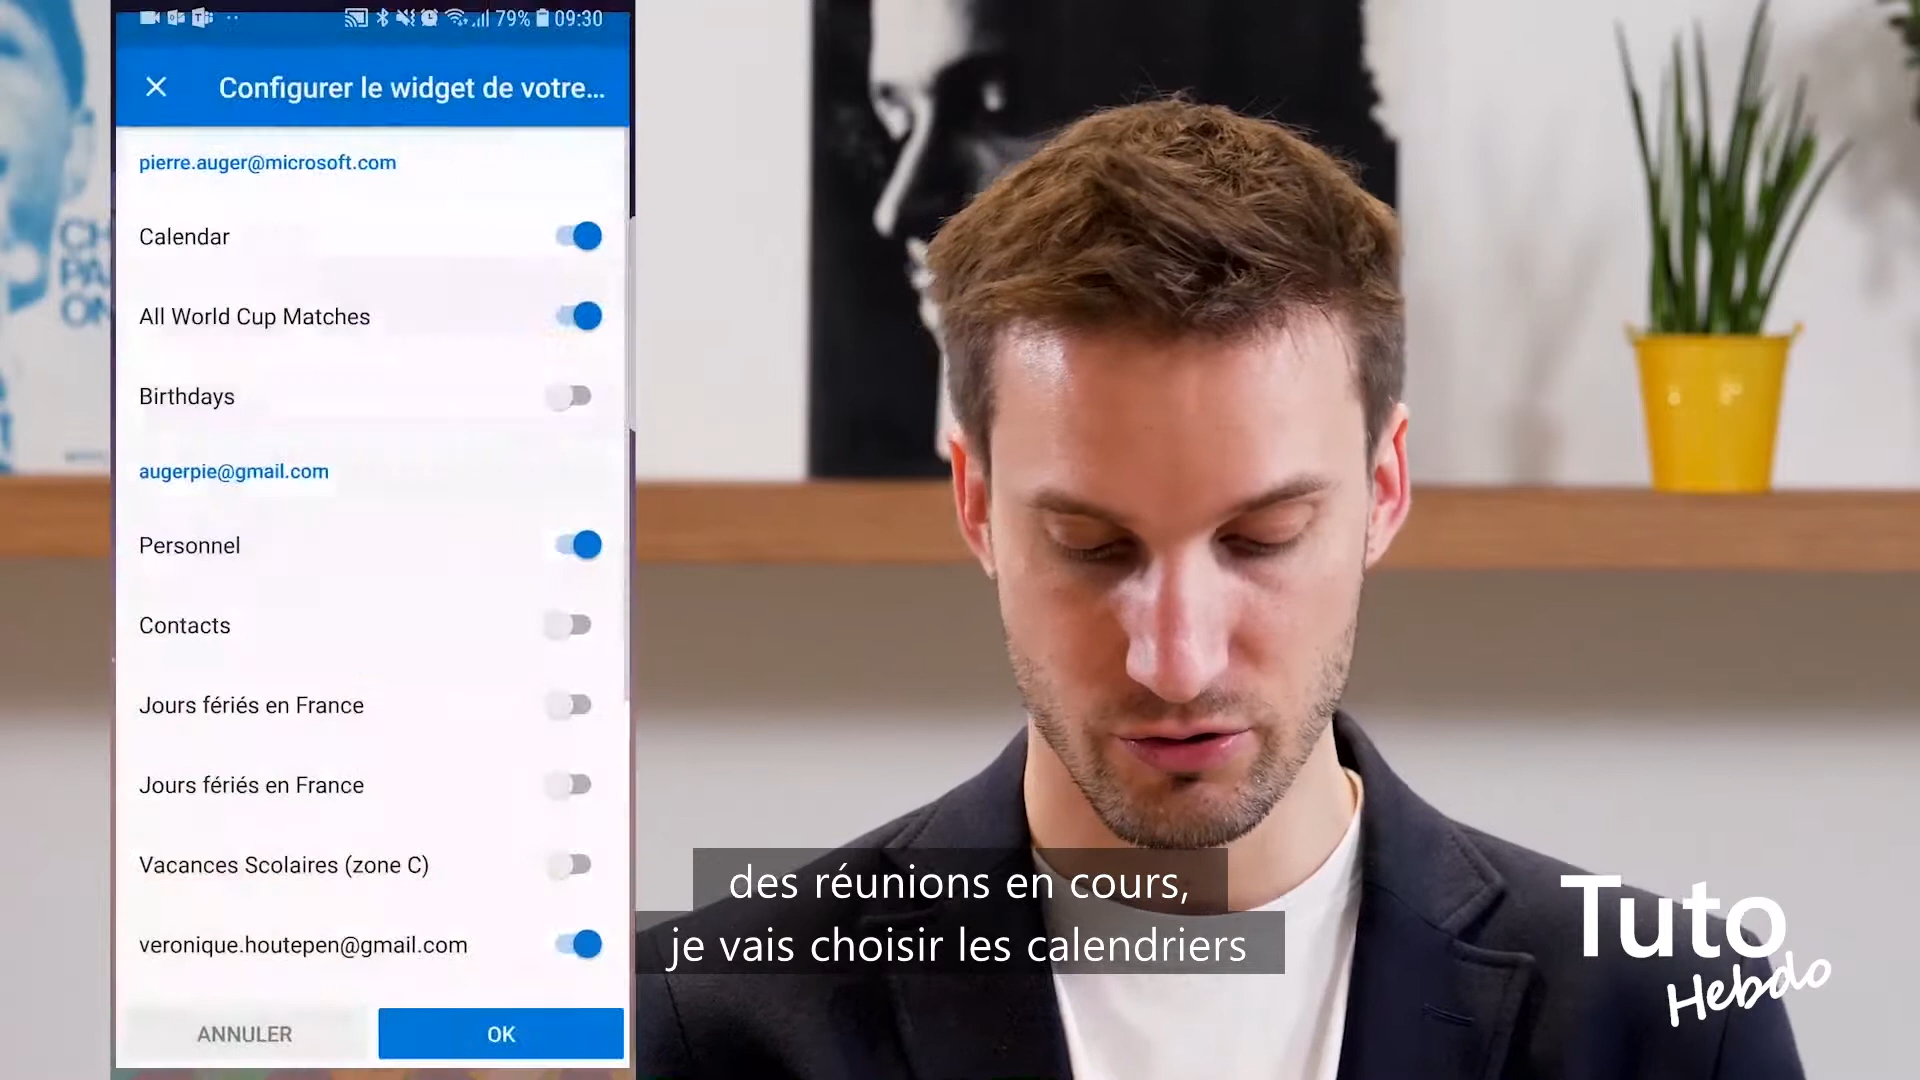 79% 09:30
Configurer le widget de votre...
pierre.auger@microsoft.com
Calendar
All World Cup Matches
Birthdays
augerpie@gmail.com
Personnel
Contacts
Jours fériés en France
Jours fériés en France
Vacances Scolaires (zone C)
veronique.houtepen@gmail.com
ANNULER
OK
des réunions en cours,
je vais choisir les calendriers
Tuto
Hebdo